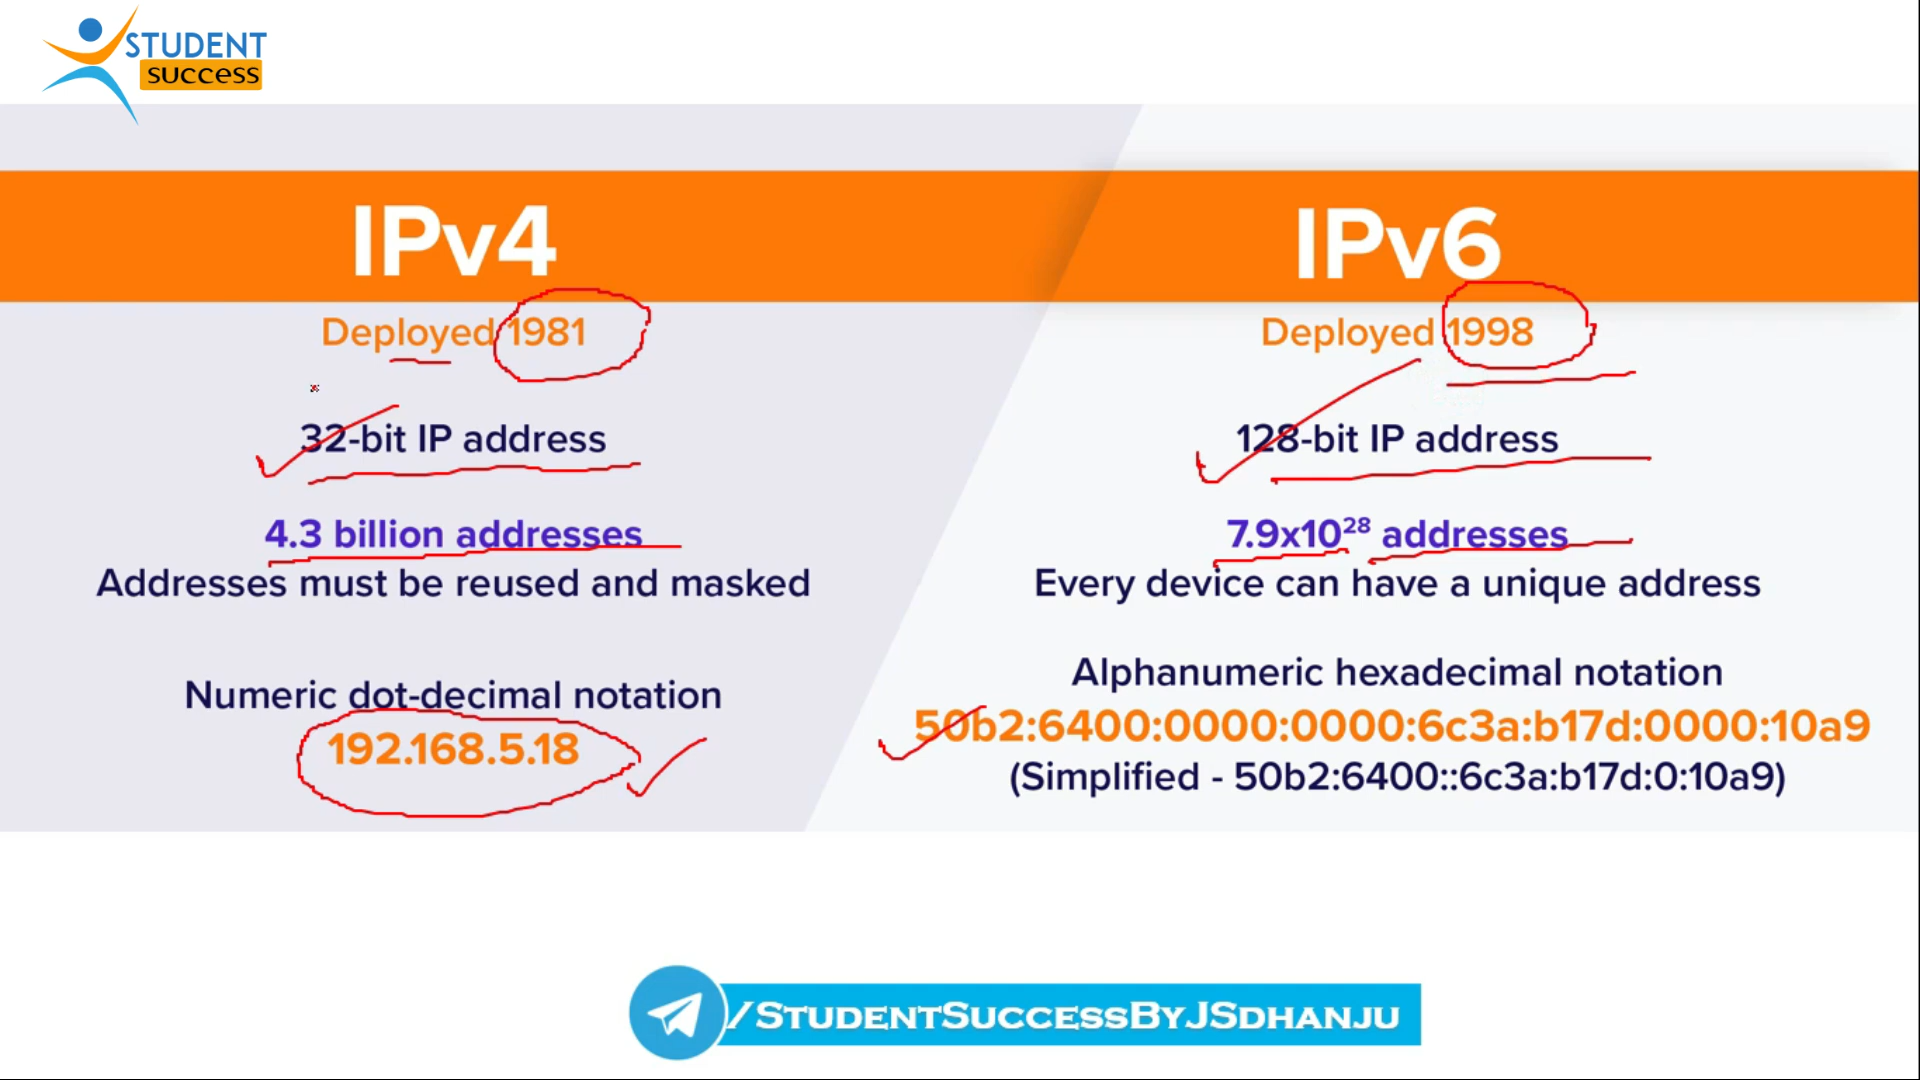 STUDENT
success
IPv4
Deployed 1981
32-bit IP address
4.3 billion addresses
Addresses must be reused and masked
Numeric dot-decimal notation
192.168.5.18
IPv6
Deployed 1998
128-bit IP address
7.9x10²⁸ addresses
Every device can have a unique address
Alphanumeric hexadecimal notation
50b2:6400:0000:0000:6c3a:b17d:0000:10a9
(Simplified - 50b2:6400::6c3a:b17d:0:10a9)
/StudentSuccessByJSdhanju